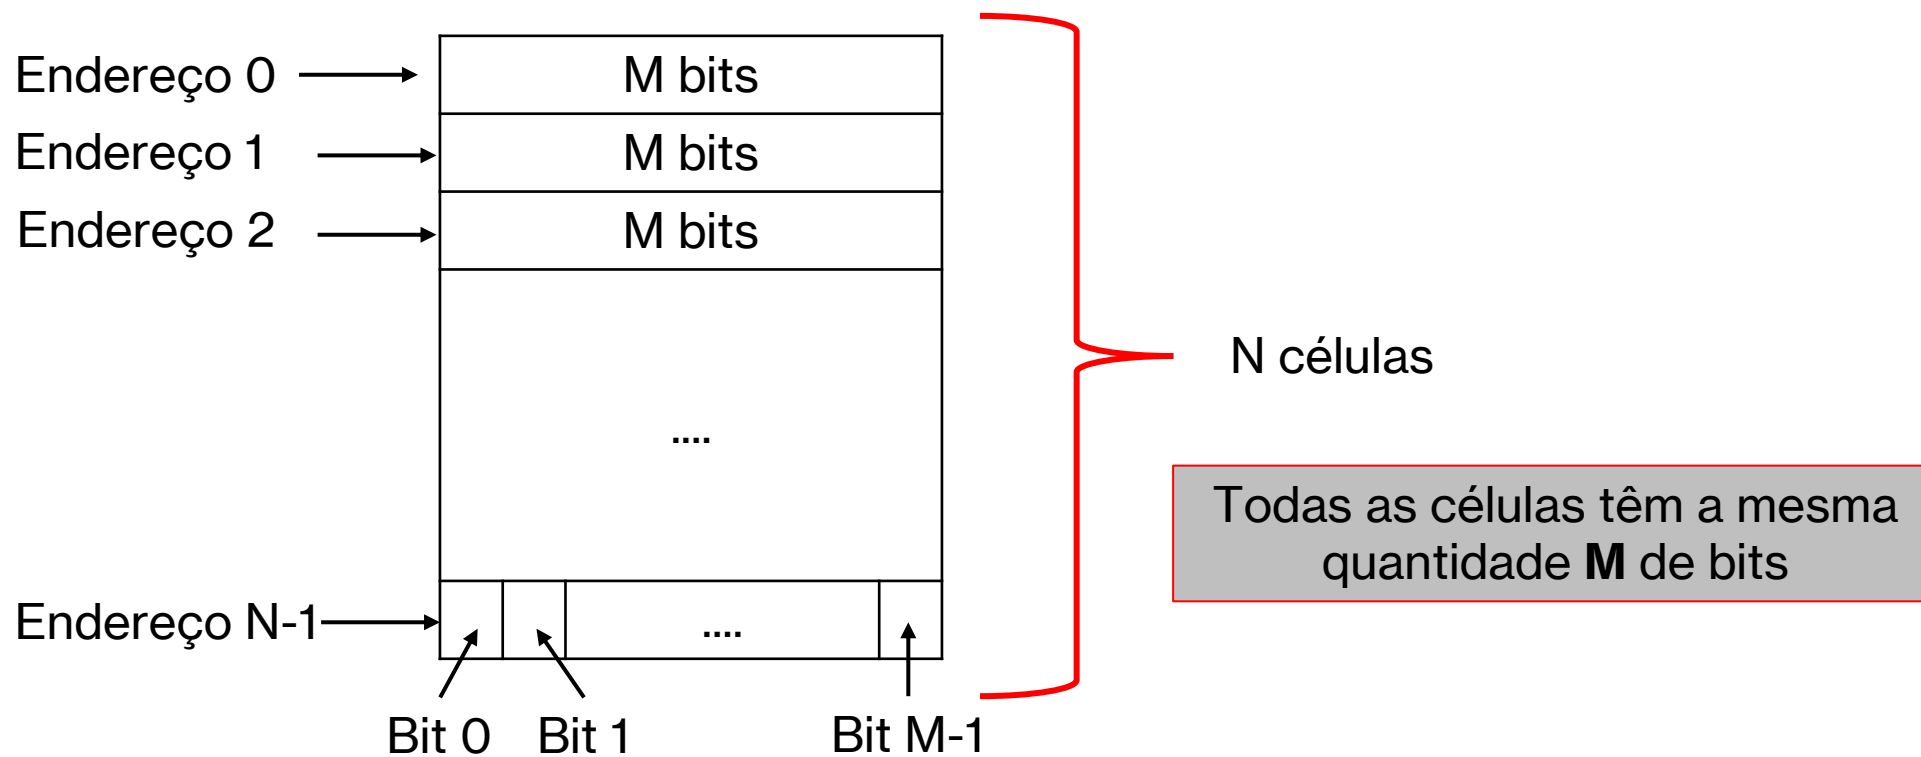 Endereço 0
M bits
Endereço 1
M bits
Endereço 2
M bits
N células
....
Todas as células têm a mesma
quantidade M de bits
Endereço N-1
....
Bit 0
Bit 1
Bit M-1